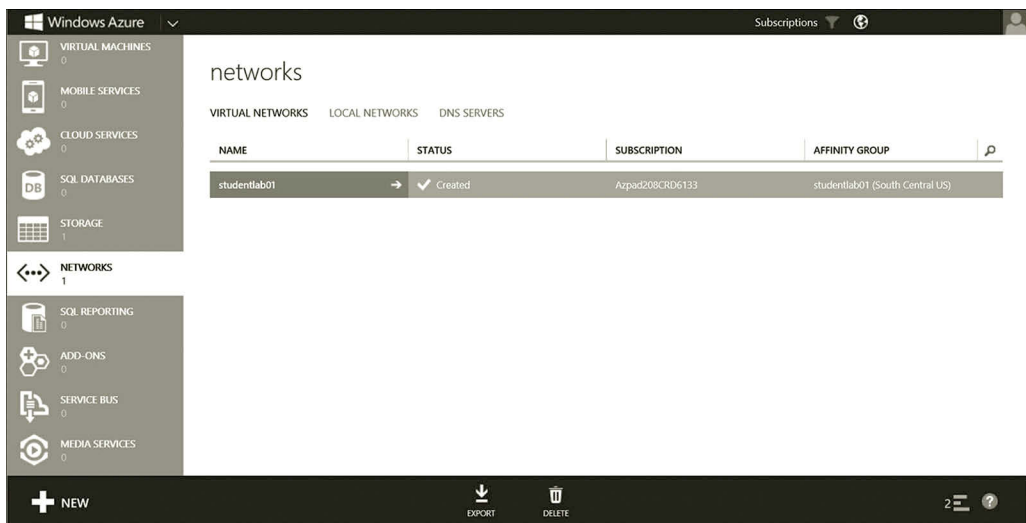 Windows Azure
Subscriptions
VIRTUAL MACHINES
0
MOBILE SERVICES
0
CLOUD SERVICES
0
DB
SQL DATABASES
0
STORAGE
1
NETWORKS
1
SQL REPORTING
0
ADD-ONS
0
SERVICE BUS
0
MEDIA SERVICES
0
networks
VIRTUAL NETWORKS LOCAL NETWORKS DNS SERVERS
NAME STATUS SUBSCRIPTION AFFINITY GROUP
studentlab01 Created Azpad208CRD6133 studentlab01 (South Central US)
NEW
EXPORT
DELETE
2
?